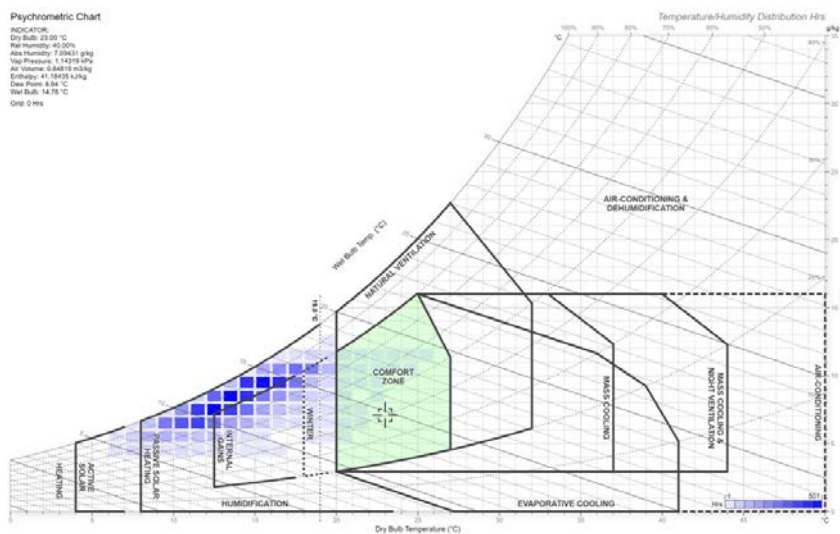 Psychrometric Chart
Temperature/Humidity Distribution Hrs
INDICATOR:
Dry Bulb: 23.00 °C
Rel Humidity: 40.00%
Abs Humidity: 7.09431 g/kg
Vap Pressure: 1.14319 kPa
Air Volume: 0.84819 m3/kg
Enthalpy: 41.18435 kJ/kg
Dew Point: 8.94 °C
Wet Bulb: 14.76 °C
Grid: 0 Hrs
°C
100%
90%
80%
70%
60%
g/kg
AIR-CONDITIONING &
DEHUMIDIFICATION
Wet Bulb Temp. (°C)
NATURAL VENTILATION
19.0 °C
COMFORT
ZONE
WINTER
INTERNAL
GAINS
PASSIVE SOLAR
HEATING
ACTIVE
SOLAR
HEATING
MASS COOLING
MASS COOLING &
NIGHT VENTILATION
AIR-CONDITIONING
HUMIDIFICATION
EVAPORATIVE COOLING
Hrs
501
5
10
15
20
25
30
35
40
°C
Dry Bulb Temperature (°C)